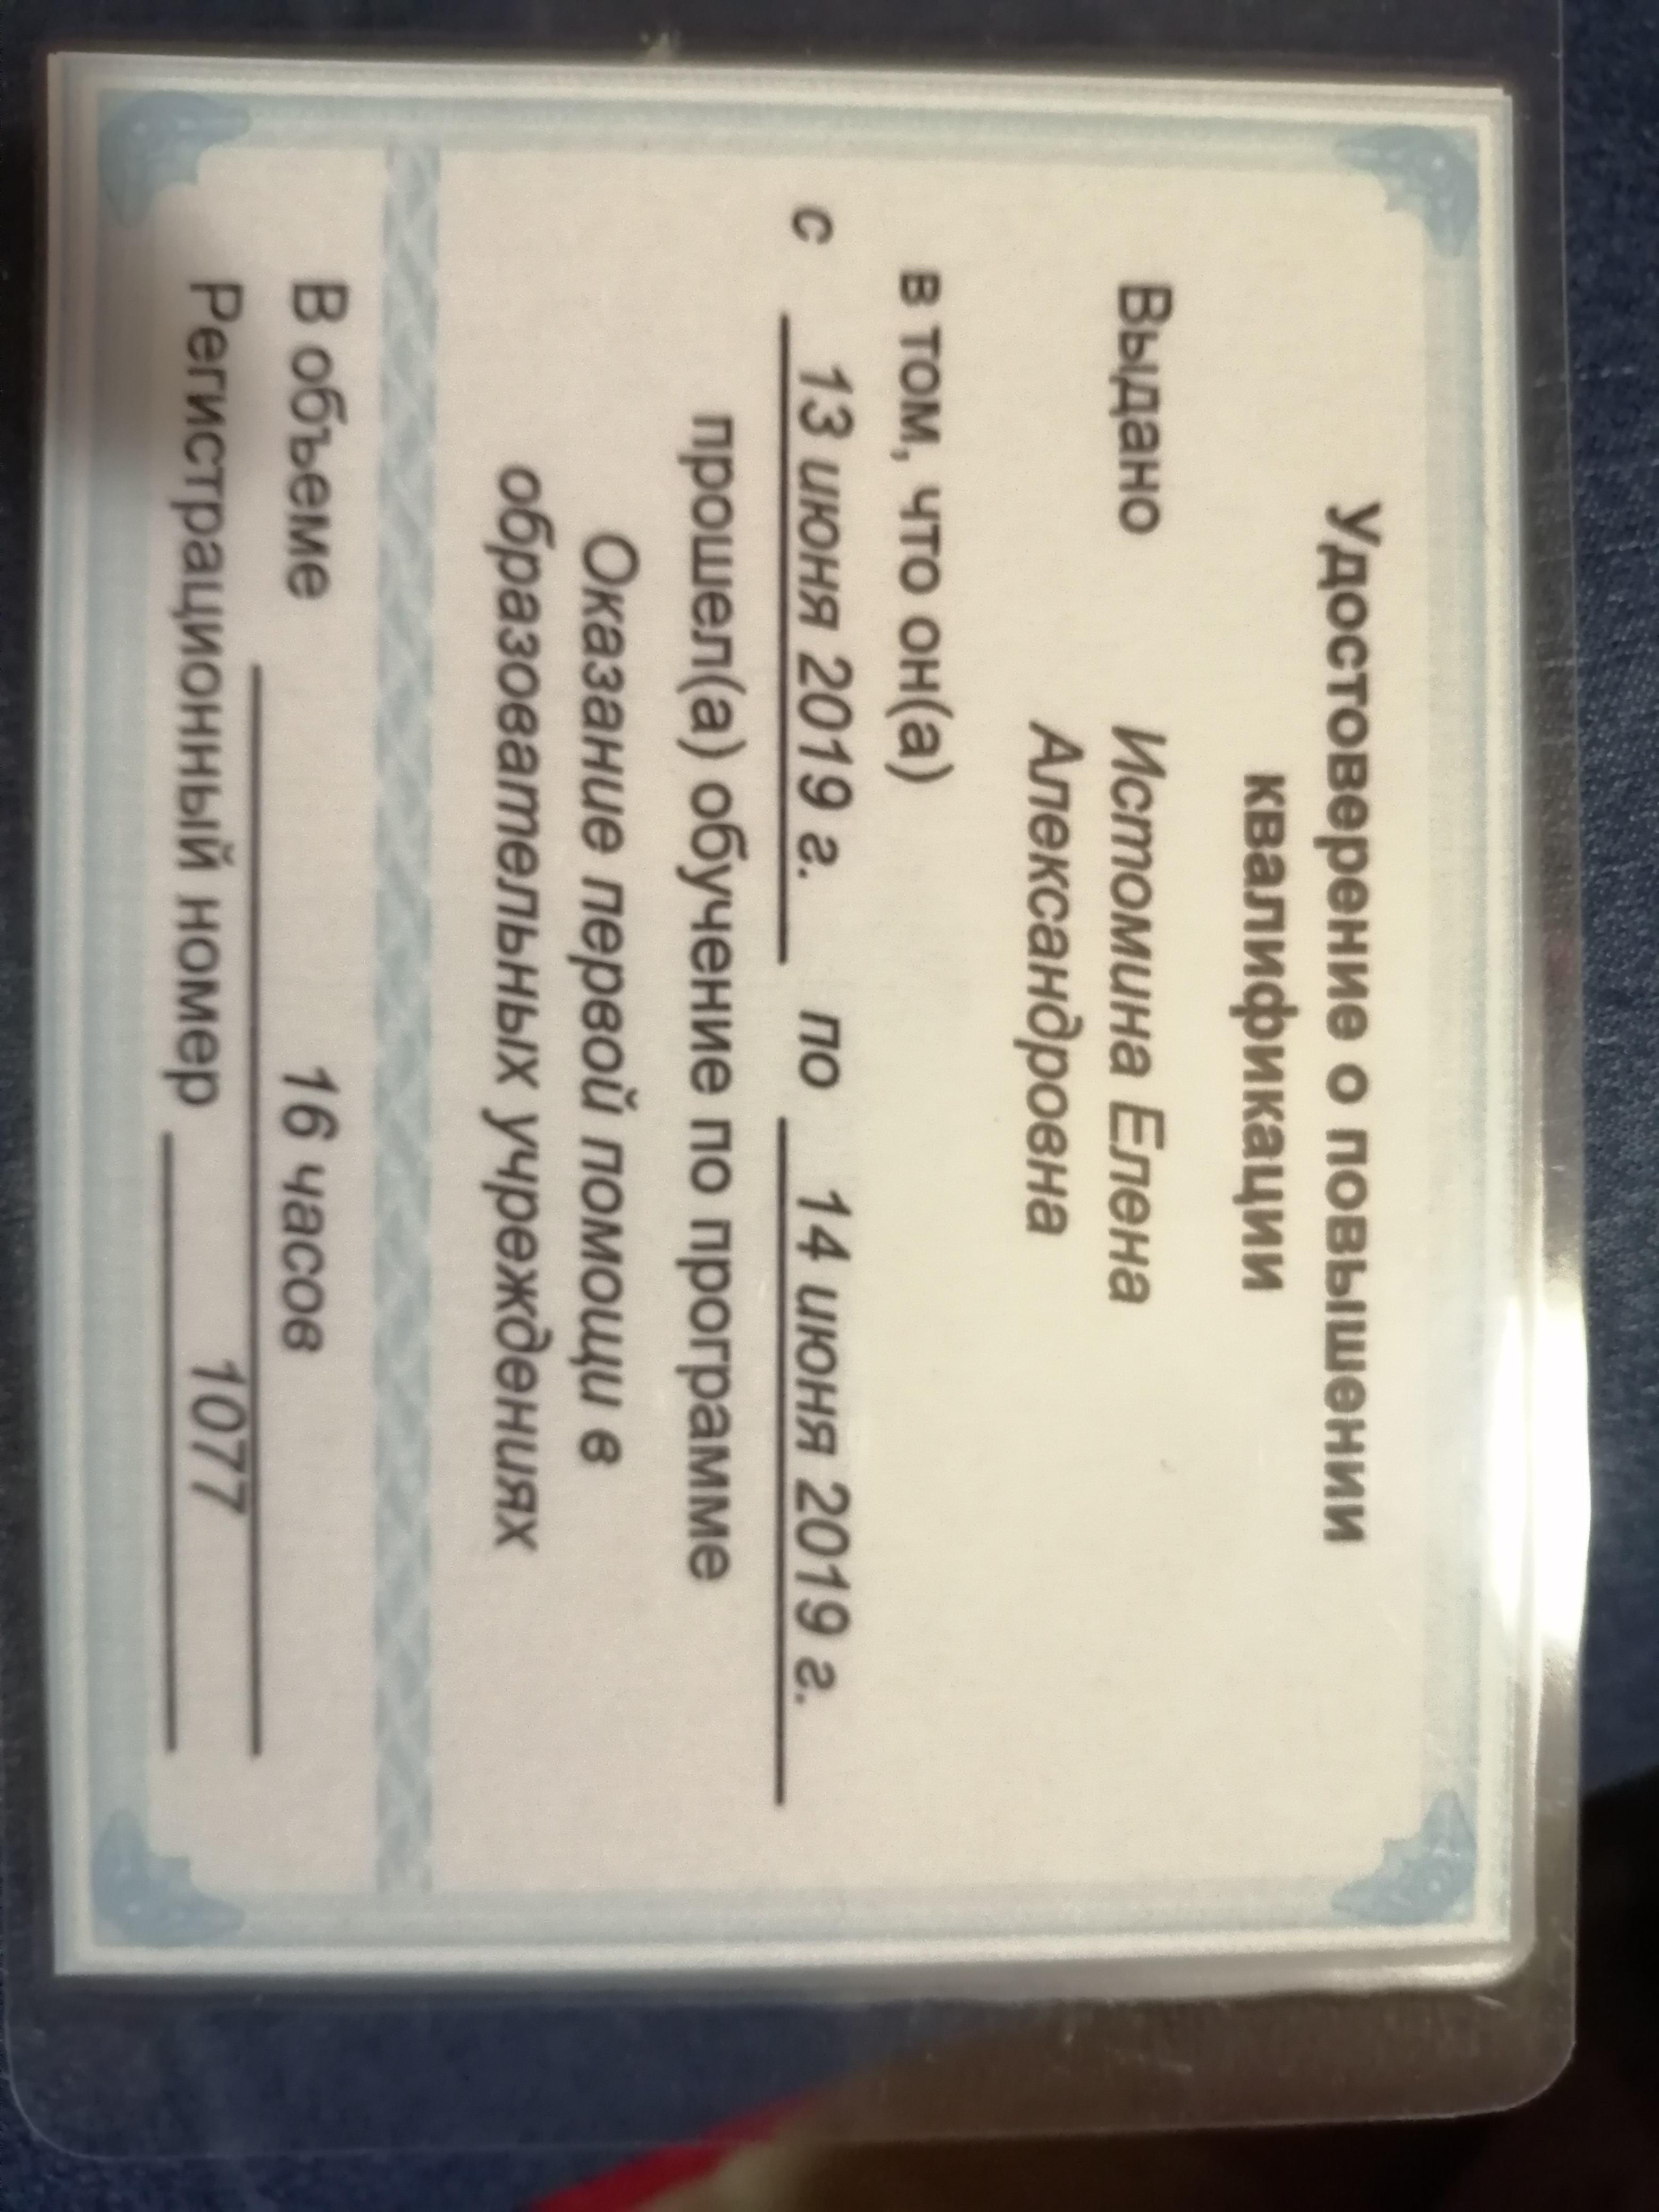 Удостоверение о повышении
квалификации
Выдано Истомина Елена
Александровна
в том, что он(а)
с 13 июня 2019 г. по 14 июня 2019 г.
прошел(а) обучение по программе
Оказание первой помощи в
образовательных учреждениях
В объеме 16 часов
Регистрационный номер 1077